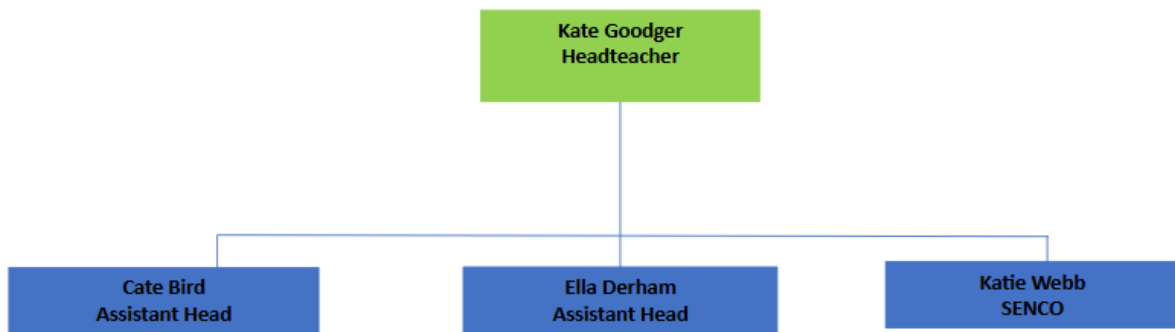 Kate Goodger
Headteacher
Cate Bird
Assistant Head
Ella Derham
Assistant Head
Katie Webb
SENCO